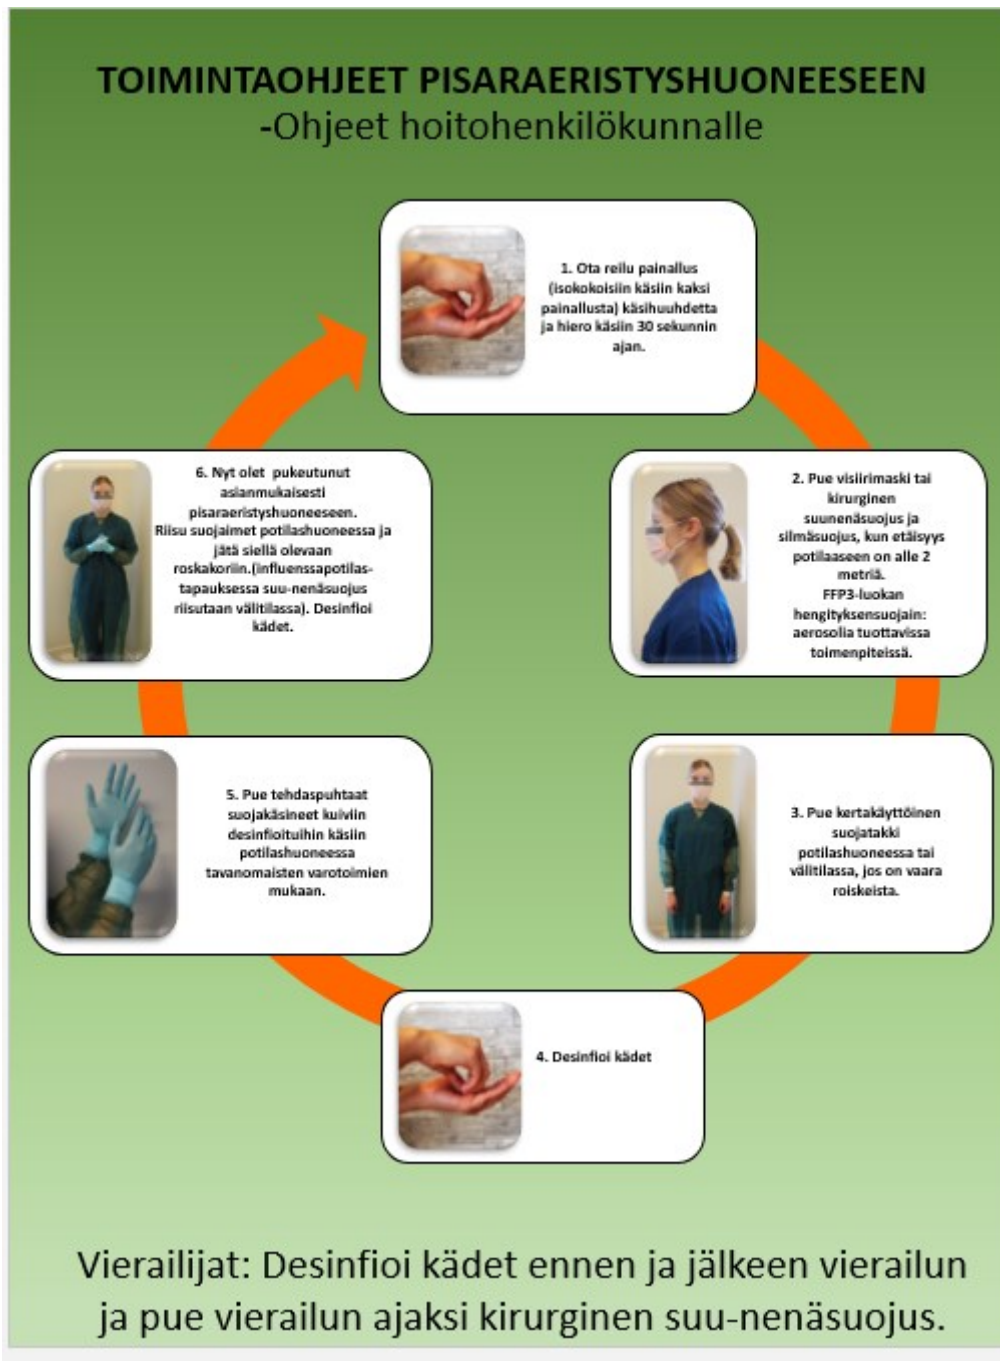 TOIMINTAOHJEET PISARAERISTYSHUONEESEEN
-Ohjeet hoitohenkilökunnalle
1. Ota reilu painallus
(isokokoisiin käsiin kaksi
painallusta) käsihuuhdetta
ja hiero käsiin 30 sekunnin
ajan.
2. Pue visiirimaski tai
kirurginen
suunenäsuojus ja
silmäsuojus, kun etäisyys
potilaaseen on alle 2
metriä.
FFP3-luokan
hengityksensuojain:
aerosolia tuottavissa
toimenpiteissä.
3. Pue kertakäyttöinen
suojatakki
potilashuoneessa tai
välitilassa, jos on vaara
roiskeista.
4. Desinfioi kädet
5. Pue tehdaspuhtaat
suojakäsineet kuiviin
desinfioituihin käsiin
potilashuoneessa
tavanomaisten varotoimien
mukaan.
6. Nyt olet pukeutunut
asianmukaisesti
pisaraeristyshuoneeseen.
Riisu suojaimet potilashuoneessa ja
jätä siellä olevaan
roskakoriin.(influenssapotilas-
tapauksessa suu-nenäsuojus
riisutaan välitilassa). Desinfioi
kädet.
Vierailijat: Desinfioi kädet ennen ja jälkeen vierailun
ja pue vierailun ajaksi kirurginen suu-nenäsuojus.